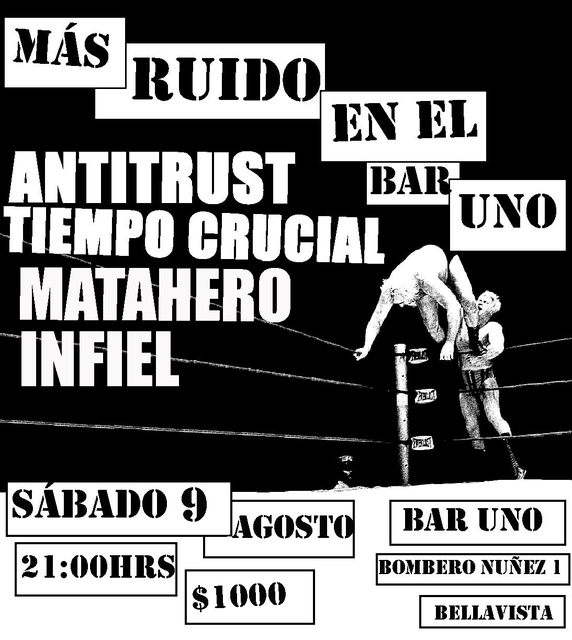 MÁS
RUIDO
EN EL
BAR
UNO
ANTITRUST
TIEMPO CRUCIAL
MATAHERO
INFIEL
SÁBADO 9
AGOSTO
21:00HRS
$1000
BAR UNO
BOMBERO NUÑEZ 1
BELLAVISTA